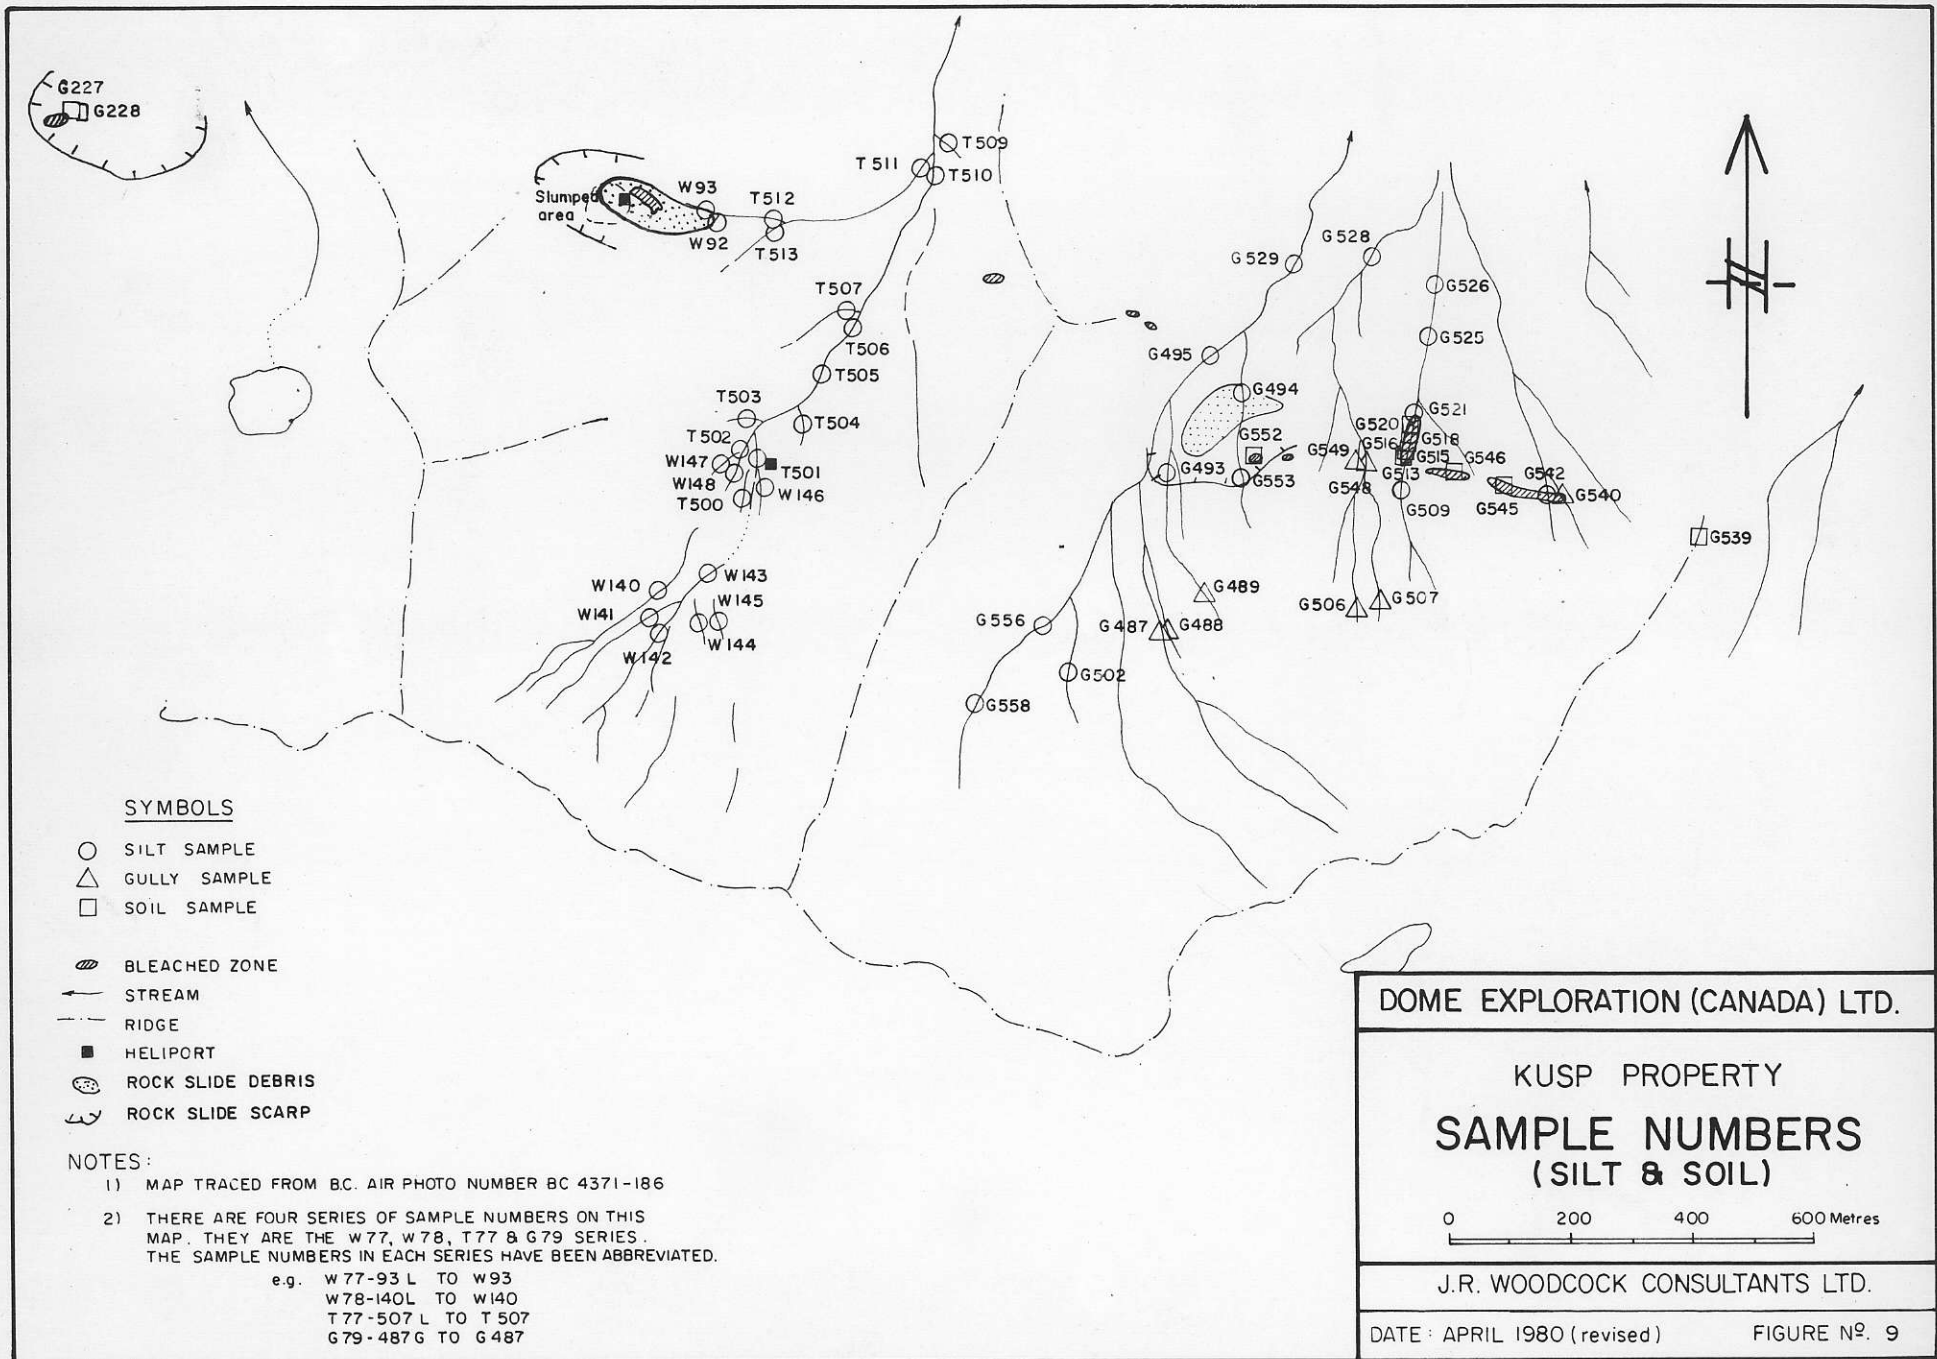 G227
G228
T509
T511
T510
W93
T512
Slumped
area
W92
T513
G528
G529
G526
T507
G525
T506
G495
T505
G494
T503
G521
T504
G520
G552
G518
T502
G549
G516
G515
G546
W147
T501
G493
G513
G542
W148
G553
G548
G540
W146
T500
G545
G509
G539
W143
W140
G489
W145
W141
G506
G507
G556
G487
G488
W144
W142
G502
G558
SYMBOLS
SILT SAMPLE
GULLY SAMPLE
SOIL SAMPLE
BLEACHED ZONE
STREAM
RIDGE
HELIPORT
ROCK SLIDE DEBRIS
ROCK SLIDE SCARP
NOTES:
1) MAP TRACED FROM B.C. AIR PHOTO NUMBER BC 4371-186
2) THERE ARE FOUR SERIES OF SAMPLE NUMBERS ON THIS
MAP. THEY ARE THE W77, W78, T77 & G79 SERIES.
THE SAMPLE NUMBERS IN EACH SERIES HAVE BEEN ABBREVIATED.
e.g. W77-93L TO W93
W78-140L TO W140
T77-507L TO T507
G79-487G TO G487
DOME EXPLORATION (CANADA) LTD.
KUSP PROPERTY
SAMPLE NUMBERS
(SILT & SOIL)
0 200 400 600 Metres
J.R. WOODCOCK CONSULTANTS LTD.
DATE: APRIL 1980 (revised) FIGURE Nº. 9